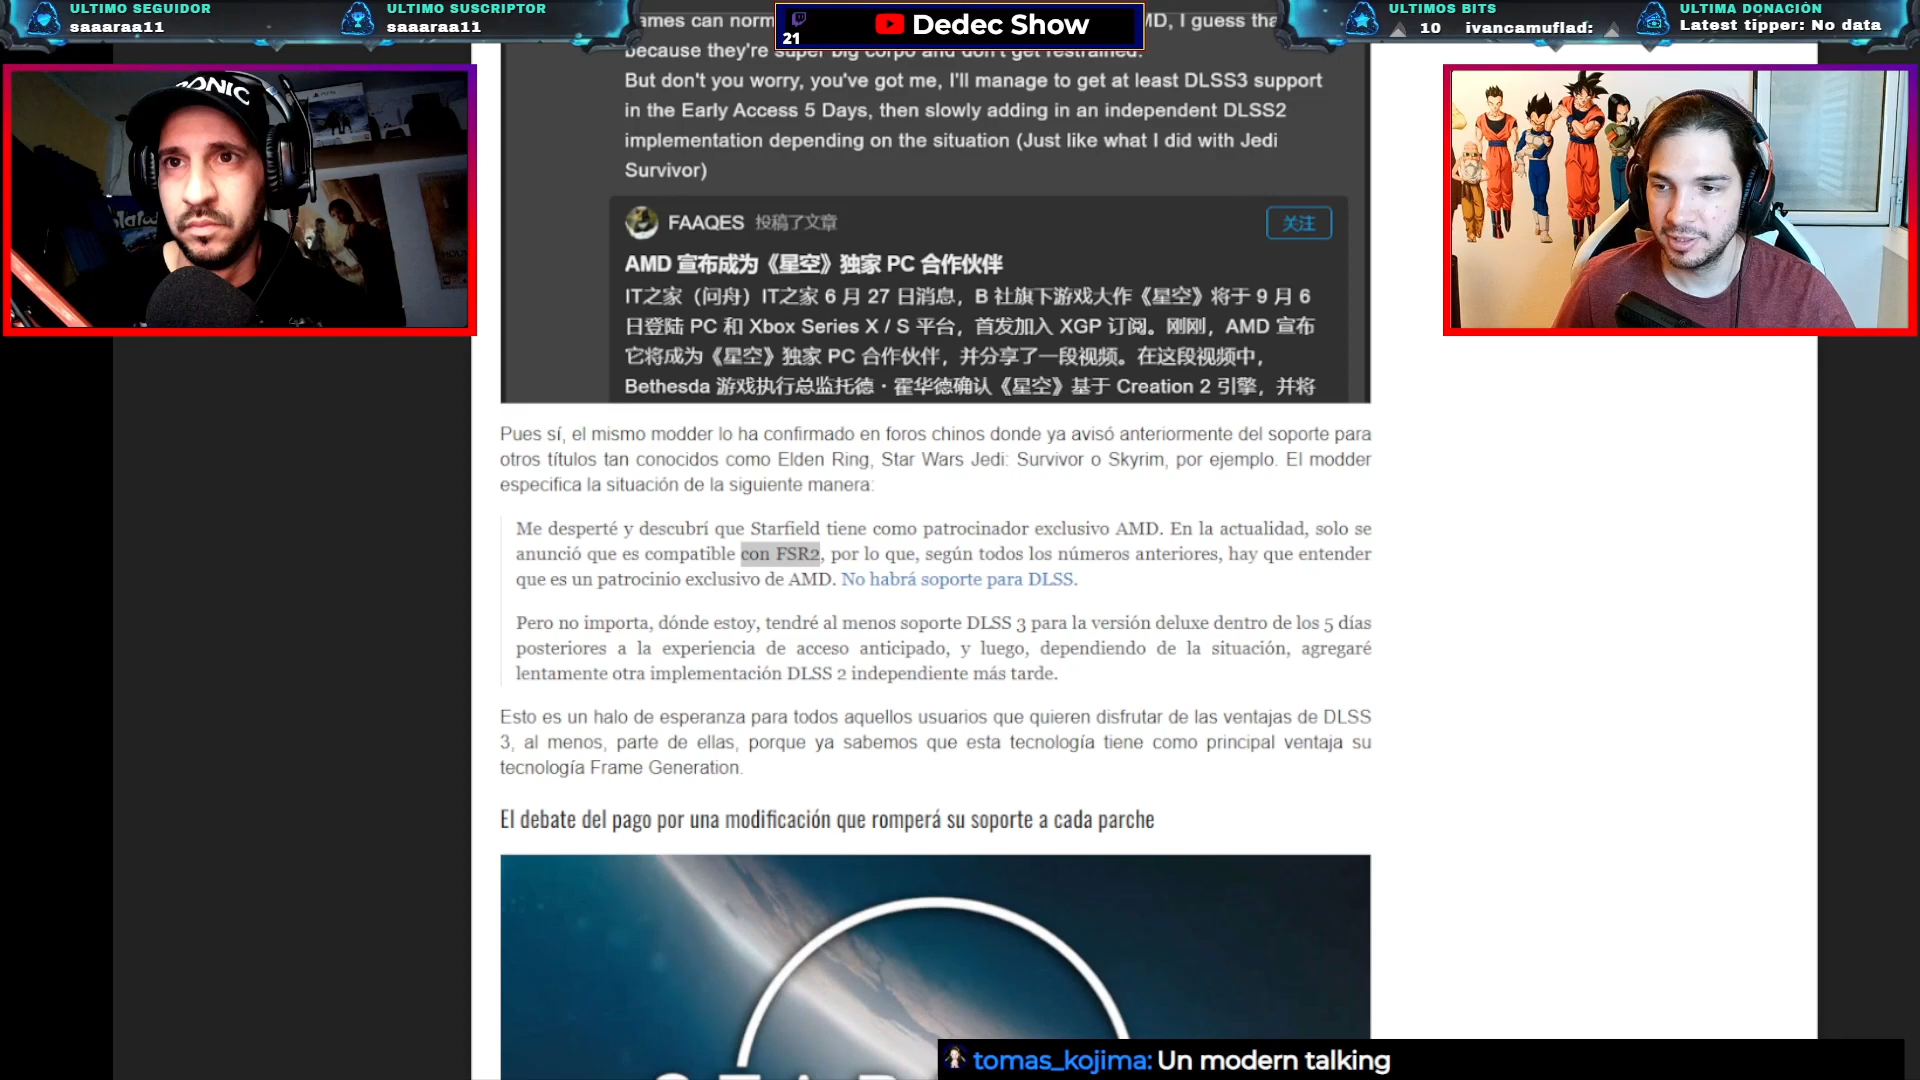 ULTIMO SEGUIDOR
saaaraa11
ULTIMO SUSCRIPTOR
saaaraa11
21
Dedec Show
ULTIMOS BITS
10 ivancamuflad:
ULTIMA DONACIÓN
Latest tipper: No data
ames can norm
MD, I guess tha
because they're super big corpo and don't get restrained.
But don't you worry, you've got me, I'll manage to get at least DLSS3 support
in the Early Access 5 Days, then slowly adding in an independent DLSS2
implementation depending on the situation (Just like what I did with Jedi
Survivor)
FAAQES 投稿了文章
关注
AMD 宣布成为《星空》独家 PC 合作伙伴
IT之家（问舟）IT之家 6 月 27 日消息，B 社旗下游戏大作《星空》将于 9 月 6
日登陆 PC 和 Xbox Series X / S 平台，首发加入 XGP 订阅。刚刚，AMD 宣布
它将成为《星空》独家 PC 合作伙伴，并分享了一段视频。在这段视频中，
Bethesda 游戏执行总监托德・霍华德确认《星空》基于 Creation 2 引擎，并将
Pues sí, el mismo modder lo ha confirmado en foros chinos donde ya avisó anteriormente del soporte para
otros títulos tan conocidos como Elden Ring, Star Wars Jedi: Survivor o Skyrim, por ejemplo. El modder
especifica la situación de la siguiente manera:
Me desperté y descubrí que Starfield tiene como patrocinador exclusivo AMD. En la actualidad, solo se
anunció que es compatible con FSR2, por lo que, según todos los números anteriores, hay que entender
que es un patrocinio exclusivo de AMD. No habrá soporte para DLSS.
Pero no importa, dónde estoy, tendré al menos soporte DLSS 3 para la versión deluxe dentro de los 5 días
posteriores a la experiencia de acceso anticipado, y luego, dependiendo de la situación, agregaré
lentamente otra implementación DLSS 2 independiente más tarde.
Esto es un halo de esperanza para todos aquellos usuarios que quieren disfrutar de las ventajas de DLSS
3, al menos, parte de ellas, porque ya sabemos que esta tecnología tiene como principal ventaja su
tecnología Frame Generation.
El debate del pago por una modificación que romperá su soporte a cada parche
tomas_kojima: Un modern talking